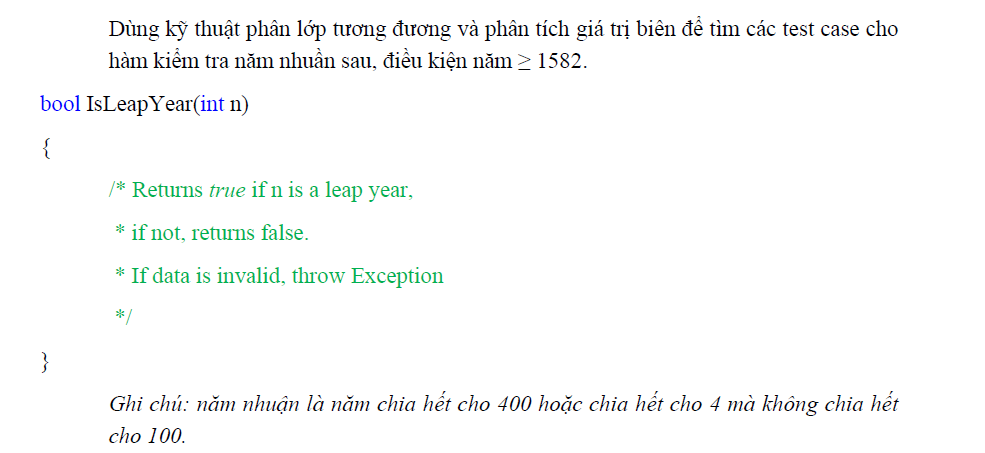 Dùng kỹ thuật phân lớp tương đương và phân tích giá trị biên để tìm các test case cho
hàm kiểm tra năm nhuần sau, điều kiện năm ≥ 1582.
bool IsLeapYear(int n)
{
/* Returns true if n is a leap year,
* if not, returns false.
* If data is invalid, throw Exception
*/
}
Ghi chú: năm nhuận là năm chia hết cho 400 hoặc chia hết cho 4 mà không chia hết
cho 100.